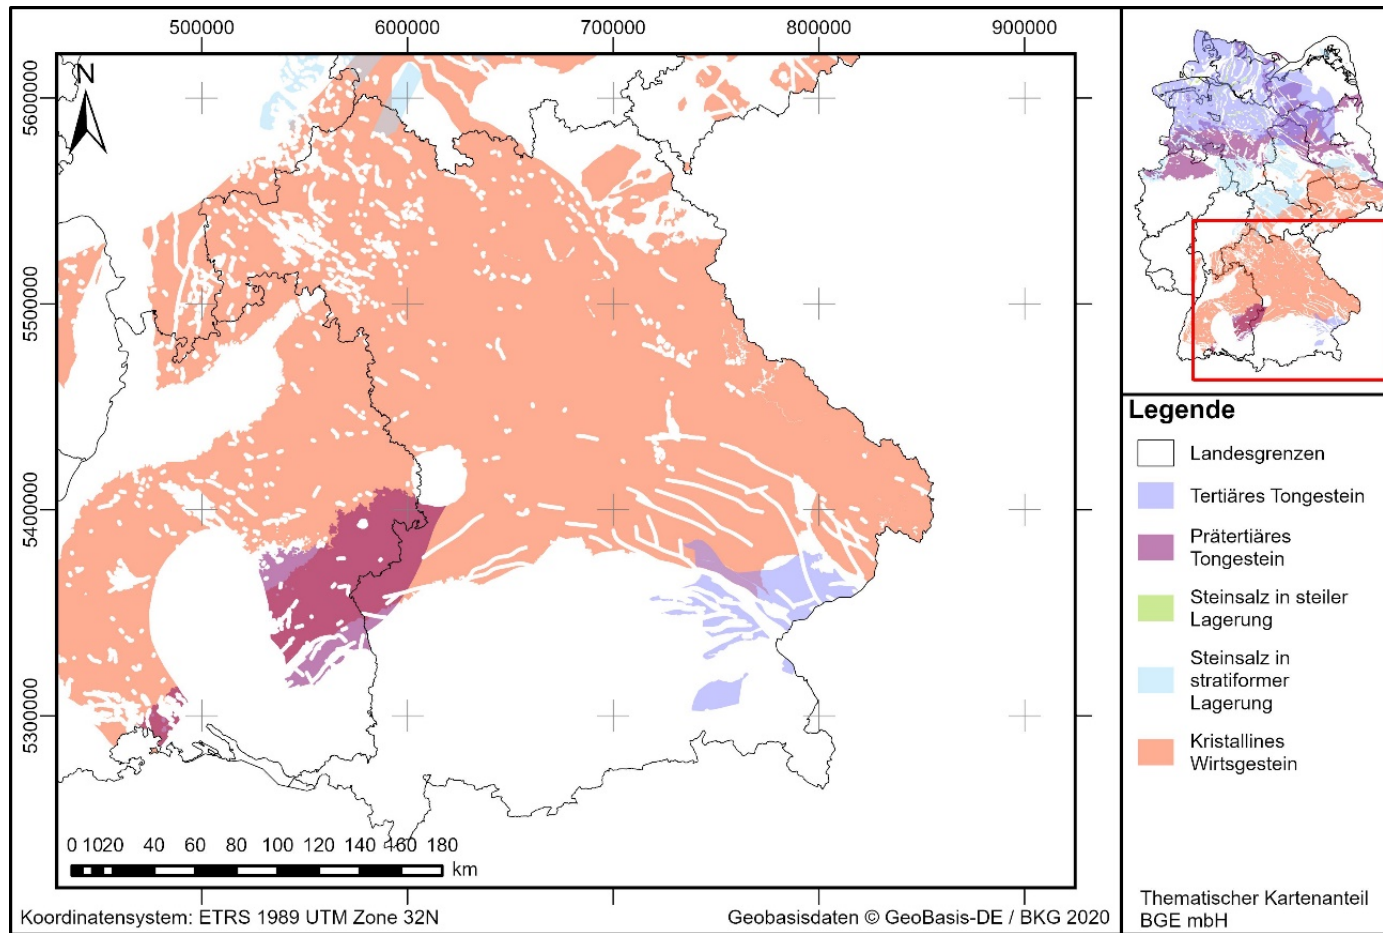 500000 600000 700000 800000 900000
N
5600000
5500000
5400000
5300000
0 10 20 40 60 80 100 120 140 160 180
km
Koordinatensystem: ETRS 1989 UTM Zone 32N
Geobasisdaten © GeoBasis-DE / BKG 2020
Legende
Landesgrenzen
Tertiäres Tongestein
Prätertiäres
Tongestein
Steinsalz in steiler
Lagerung
Steinsalz in
stratiformer
Lagerung
Kristallines
Wirtsgestein
Thematischer Kartenanteil
BGE mbH